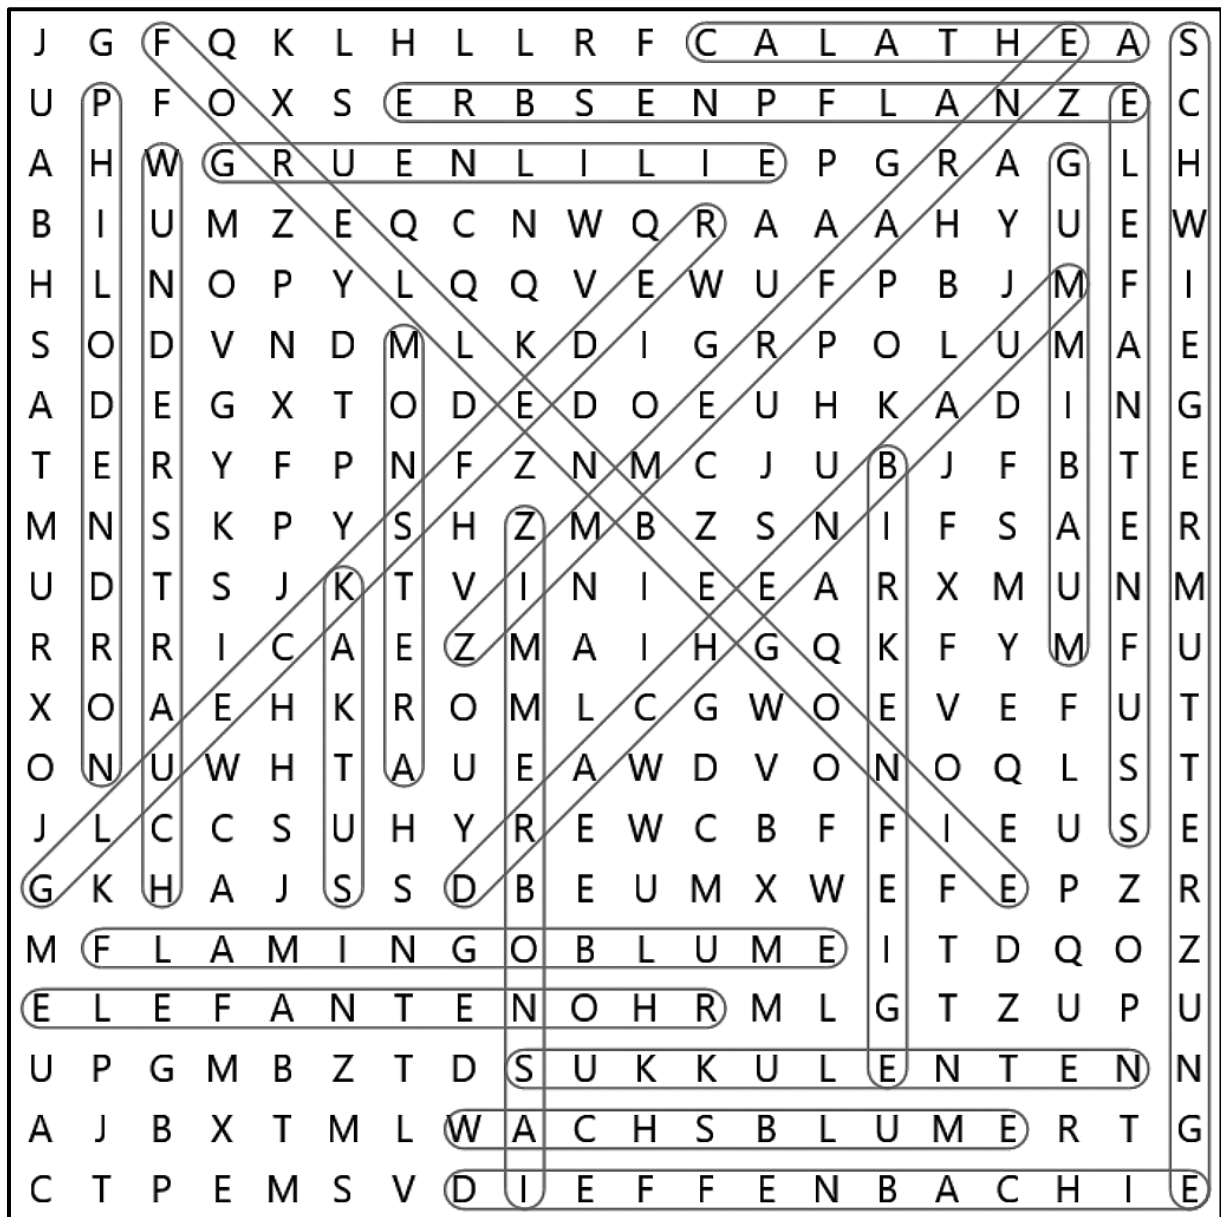 J G F Q K L H L L R F C A L A T H E A S
U P F O X S E R B S E N P F L A N Z E C
A H W G R U E N L I L I E P G R A G L H
B I U M Z E Q C N W Q R A A A H Y U E W
H L N O P Y L Q Q V E W U F P B J M F I
S O D V N D M L K D I G R P O L U M A E
A D E G X T O D E D O E U H K A D I N G
T E R Y F P N F Z N M C J U B J F B T E
M N S K P Y S H Z M B Z S N I F S A E R
U D T S J K T V I N I E E A R X M U N M
R R R I C A E Z M A I H G Q K F Y M F U
X O A E H K R O M L C G W O E V E F U T
O N U W H T A U E A W D V O N O Q L S T
J L C C S U H Y R E W C B F F I E U S E
G K H A J S S D B E U M X W E F E P Z R
M F L A M I N G O B L U M E I T D Q O Z
E L E F A N T E N O H R M L G T Z U P U
U P G M B Z T D S U K K U L E N T E N N
A J B X T M L W A C H S B L U M E R T G
C T P E M S V D I E F F E N B A C H I E